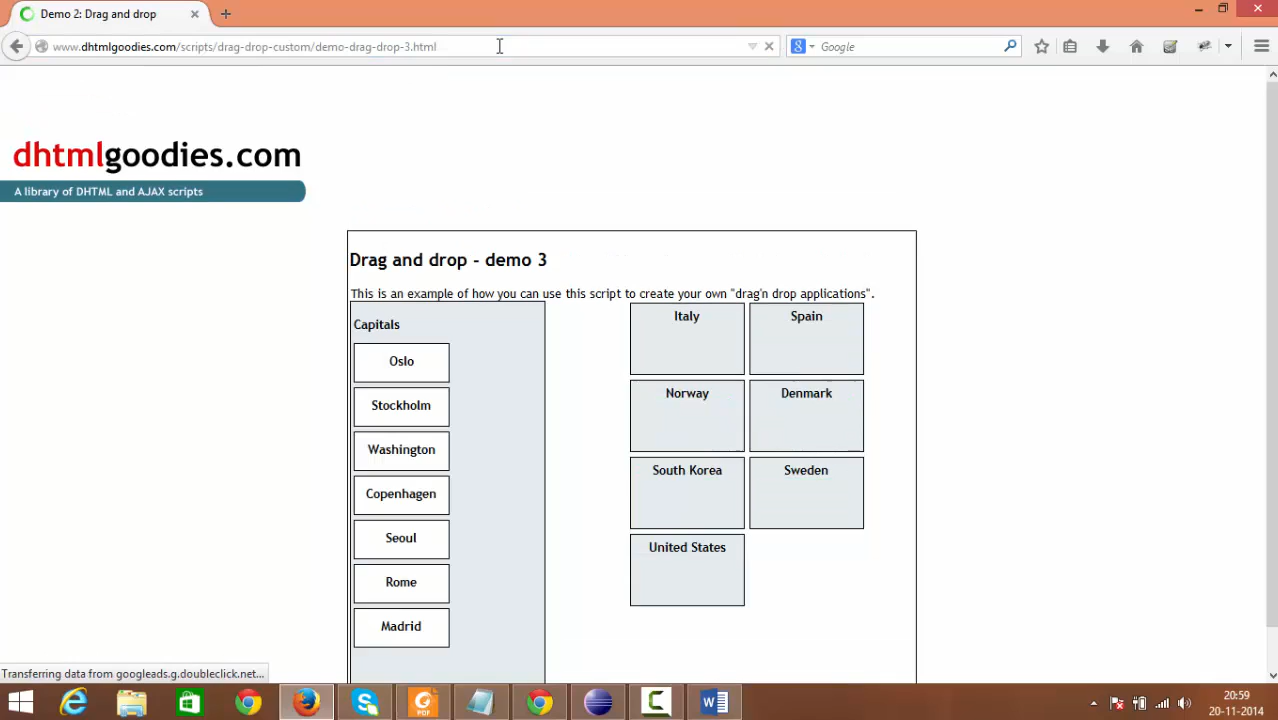 Demo 2: Drag and drop
www.dhtmlgoodies.com/scripts/drag-drop-custom/demo-drag-drop-3.html
Google
dhtmlgoodies.com
A library of DHTML and AJAX scripts
Drag and drop - demo 3
This is an example of how you can use this script to create your own "drag'n drop applications".
Capitals
Oslo
Stockholm
Washington
Copenhagen
Seoul
Rome
Madrid
Italy
Spain
Norway
Denmark
South Korea
Sweden
United States
Transferring data from googleads.g.doubleclick.net...
20:59
20-11-2014